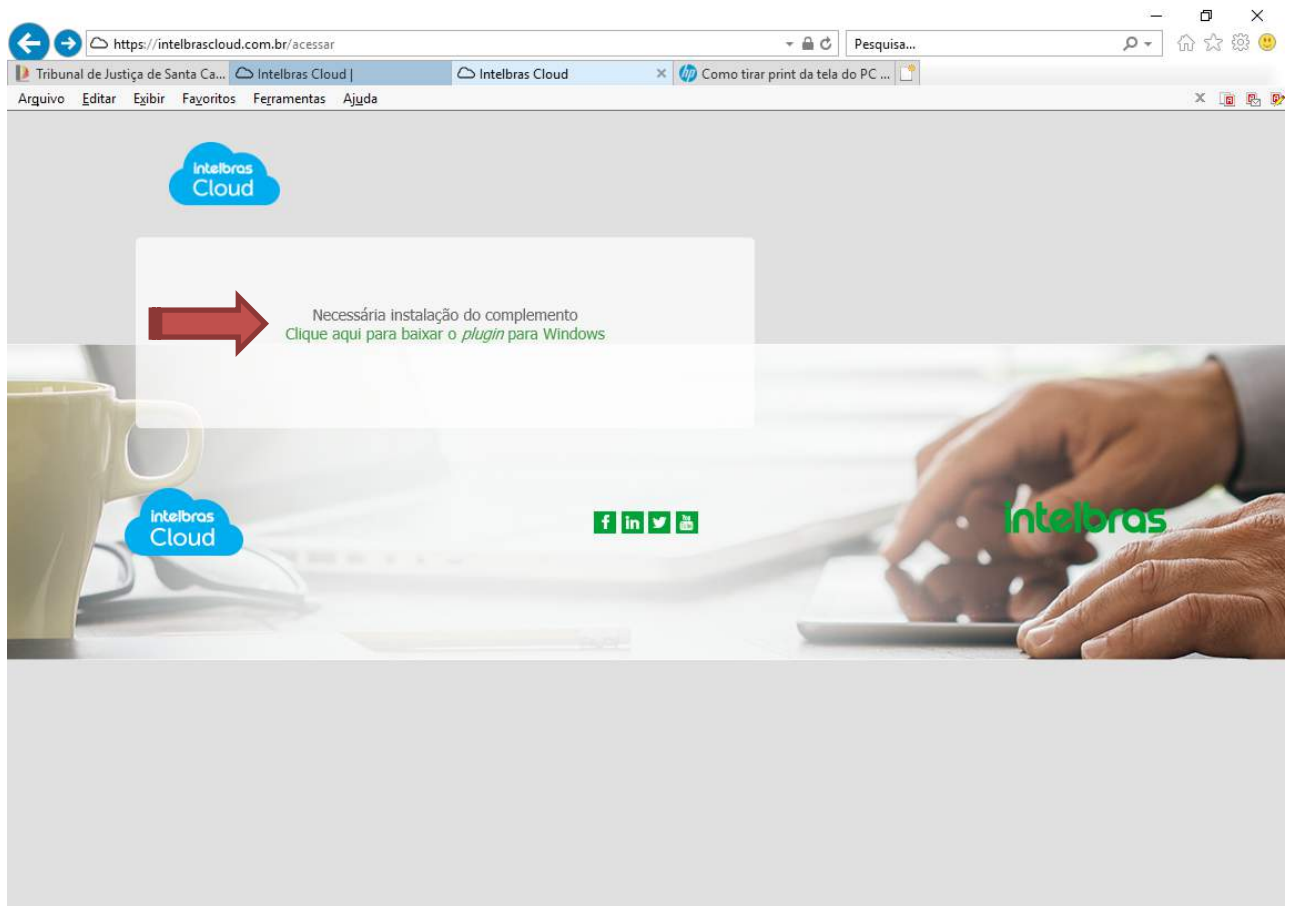 https://intelbrascloud.com.br/acessar
Pesquisa...
Tribunal de Justiça de Santa Ca...
Intelbras Cloud |
Intelbras Cloud
Como tirar print da tela do PC ...
Arquivo Editar Exibir Favoritos Ferramentas Ajuda
intelbras
Cloud
Necessária instalação do complemento
Clique aqui para baixar o plugin para Windows
intelbras
Cloud
intelbras